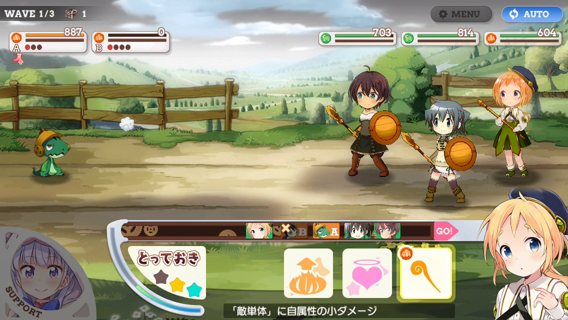 WAVE 1/3 1
MENU
AUTO
887
A
0
B
703
814
604
B
A
GO!
とっておき
SUPPORT
「敵単体」に自属性の小ダメージ